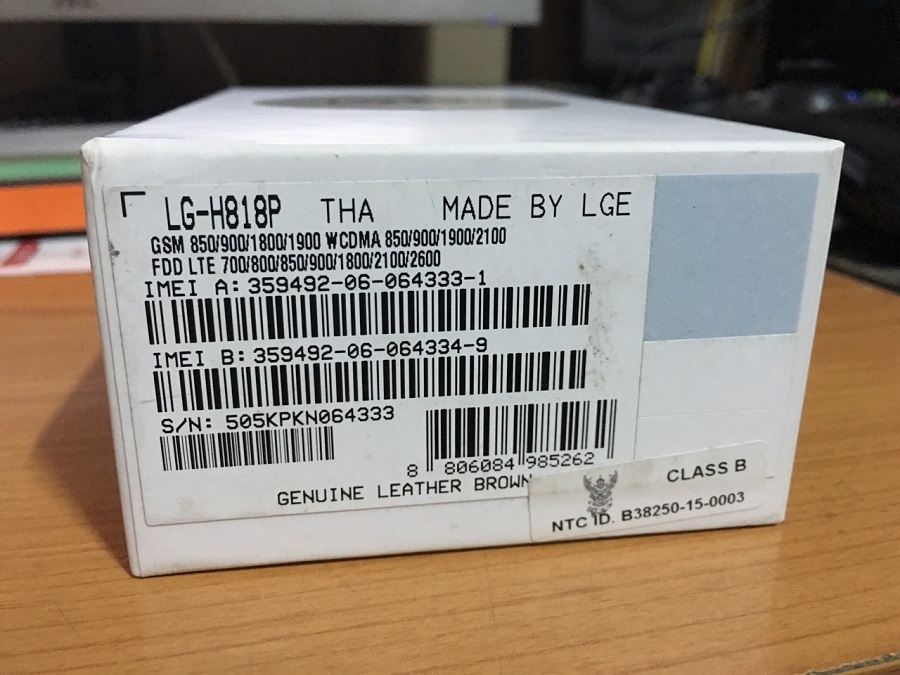 LG-H818P THA MADE BY LGE
GSM 850/900/1800/1900 WCDMA 850/900/1900/2100
FDD LTE 700/800/850/900/1800/2100/2600
IMEI A: 359492-06-064333-1
IMEI B: 359492-06-064334-9
S/N: 505KPKN064333
8 806084 985262
GENUINE LEATHER BROWN
CLASS B
NTC ID. B38250-15-0003